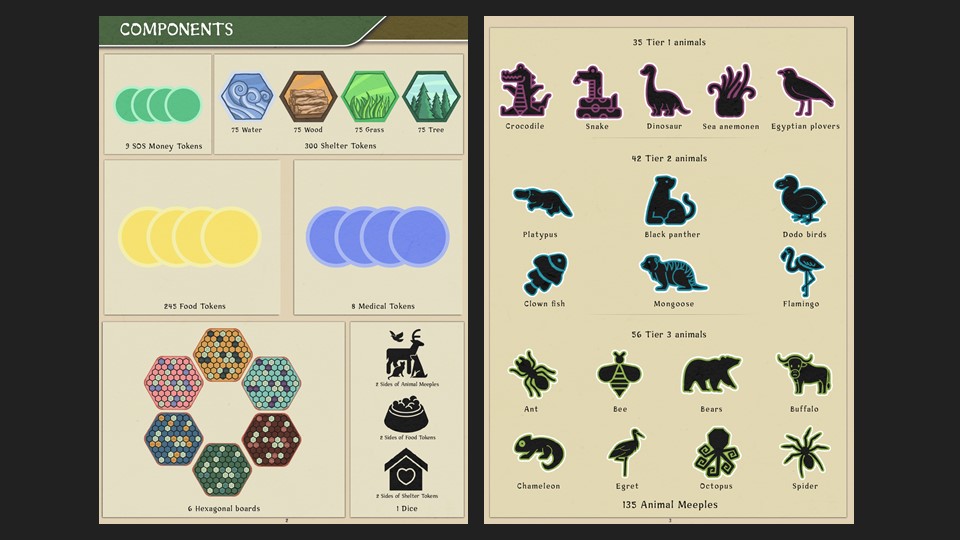 COMPONENTS
9 SOS Money Tokens
75 Water
75 Wood
75 Grass
75 Tree
300 Shelter Tokens
245 Food Tokens
8 Medical Tokens
6 Hexagonal boards
2 Sides of Animal Meeples
2 Sides of Food Tokens
2 Sides of Shelter Tokens
1 Dice
35 Tier 1 animals
Crocodile
Snake
Dinosaur
Sea anemonen
Egyptian plovers
42 Tier 2 animals
Platypus
Black panther
Dodo birds
Clown fish
Mongoose
Flamingo
56 Tier 3 animals
Ant
Bee
Bears
Buffalo
Chameleon
Egret
Octopus
Spider
135 Animal Meeples